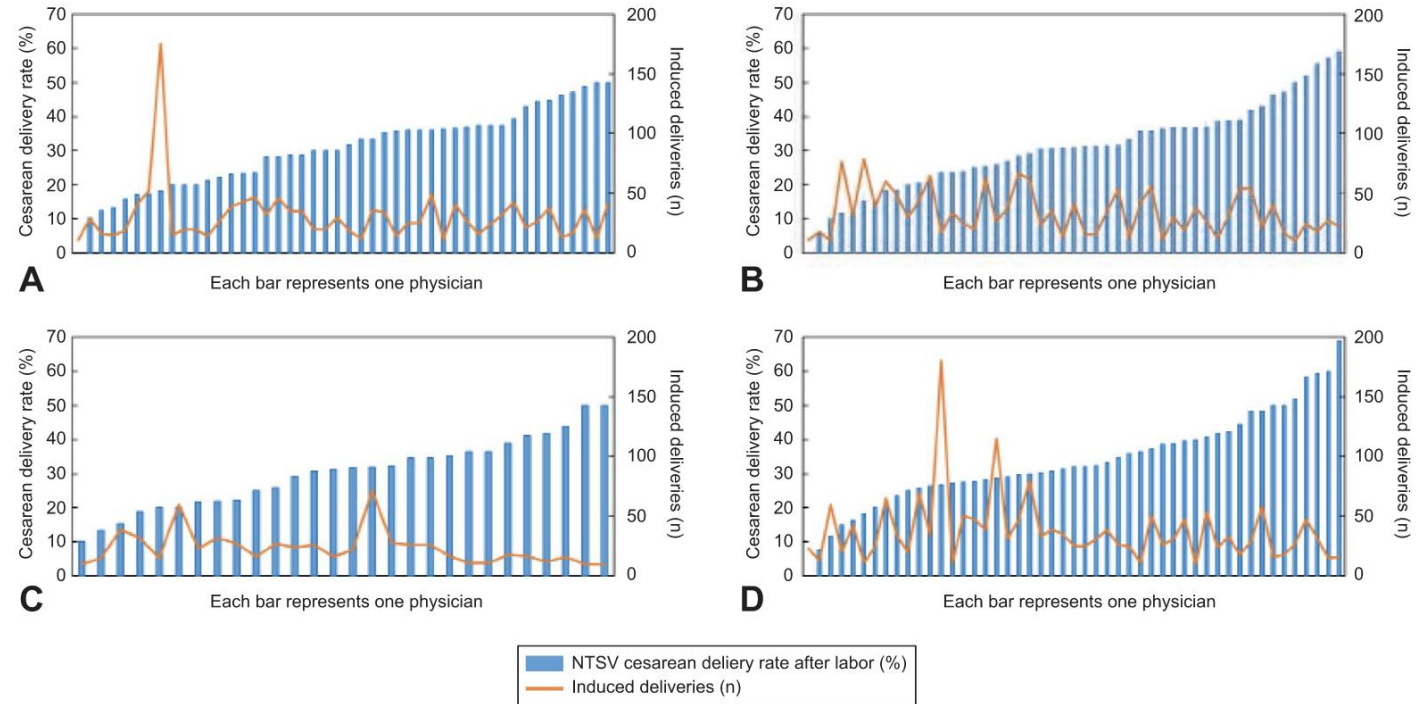 Cesarean delivery rate (%)
70
60
50
40
30
20
10
0
200
150
100
50
0
Induced deliveries (n)
A
Each bar represents one physician
Cesarean delivery rate (%)
70
60
50
40
30
20
10
0
200
150
100
50
0
Induced deliveries (n)
B
Each bar represents one physician
Cesarean delivery rate (%)
70
60
50
40
30
20
10
0
200
150
100
50
0
Induced deliveries (n)
C
Each bar represents one physician
Cesarean delivery rate (%)
70
60
50
40
30
20
10
0
200
150
100
50
0
Induced deliveries (n)
D
Each bar represents one physician
NTSV cesarean deliery rate after labor (%)
Induced deliveries (n)